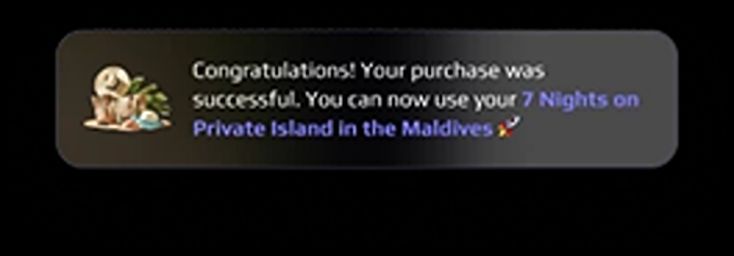 Congratulations! Your purchase was
successful. You can now use your 7 Nights on
Private Island in the Maldives 🚀